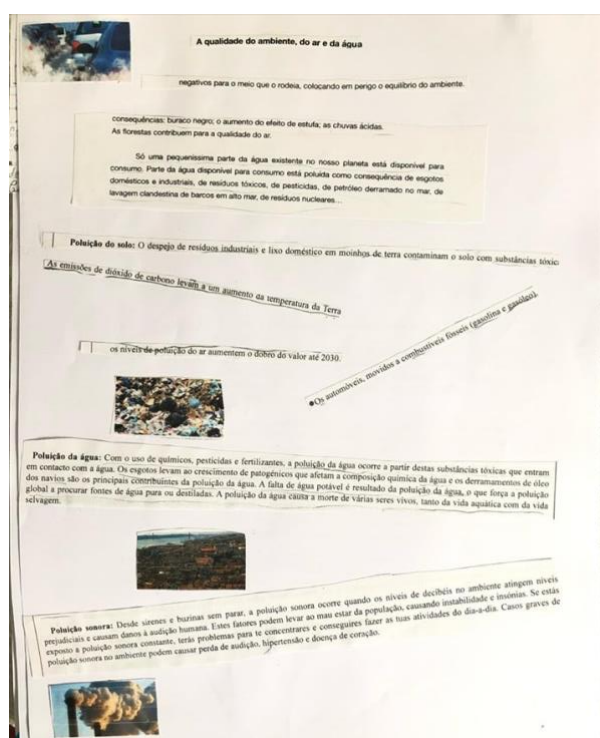 A qualidade do ambiente, do ar e da água
negativos para o meio que o rodeia, colocando em perigo o equilíbrio do ambiente.
consequências: buraco negro; o aumento do efeito de estufa; as chuvas ácidas.
As florestas contribuem para a qualidade do ar.
Só uma pequeníssima parte da água existente no nosso planeta está disponível para
consumo. Parte da água disponível para consumo está poluída como consequência de esgotos
domésticos e industriais, de resíduos tóxicos, de pesticidas, de petróleo derramado no mar, de
lavagem clandestina de barcos em alto mar, de resíduos nucleares...
Poluição do solo: O despejo de resíduos industriais e lixo doméstico em moinhos de terra contaminam o solo com substâncias tóxic
As emissões de dióxido de carbono levam a um aumento da temperatura da Terra
os níveis de poluição do ar aumentem o dobro do valor até 2030.
●Os automóveis, movidos a combustíveis fósseis (gasolina e gasóleo).
Poluição da água: Com o uso de químicos, pesticidas e fertilizantes, a poluição da água ocorre a partir destas substâncias tóxicas que entram
em contacto com a água. Os esgotos levam ao crescimento de patogénicos que afetam a composição química da água e os derramamentos de óleo
dos navios são os principais contribuintes da poluição da água. A falta de água potável é resultado da poluição da água, o que força a poluição
global a procurar fontes de água pura ou destiladas. A poluição da água causa a morte de várias seres vivos, tanto da vida aquática com da vida
selvagem.
Poluição sonora: Desde sirenes e buzinas sem parar, a poluição sonora ocorre quando os níveis de decibéis no ambiente atingem níveis
prejudiciais e causam danos à audição humana. Estes fatores podem levar ao mau estar da população, causando instabilidade e insónias. Se estás
exposto a poluição sonora constante, terás problemas para te concentrares e conseguires fazer as tuas atividades do dia-a-dia. Casos graves de
poluição sonora no ambiente podem causar perda de audição, hipertensão e doença de coração.